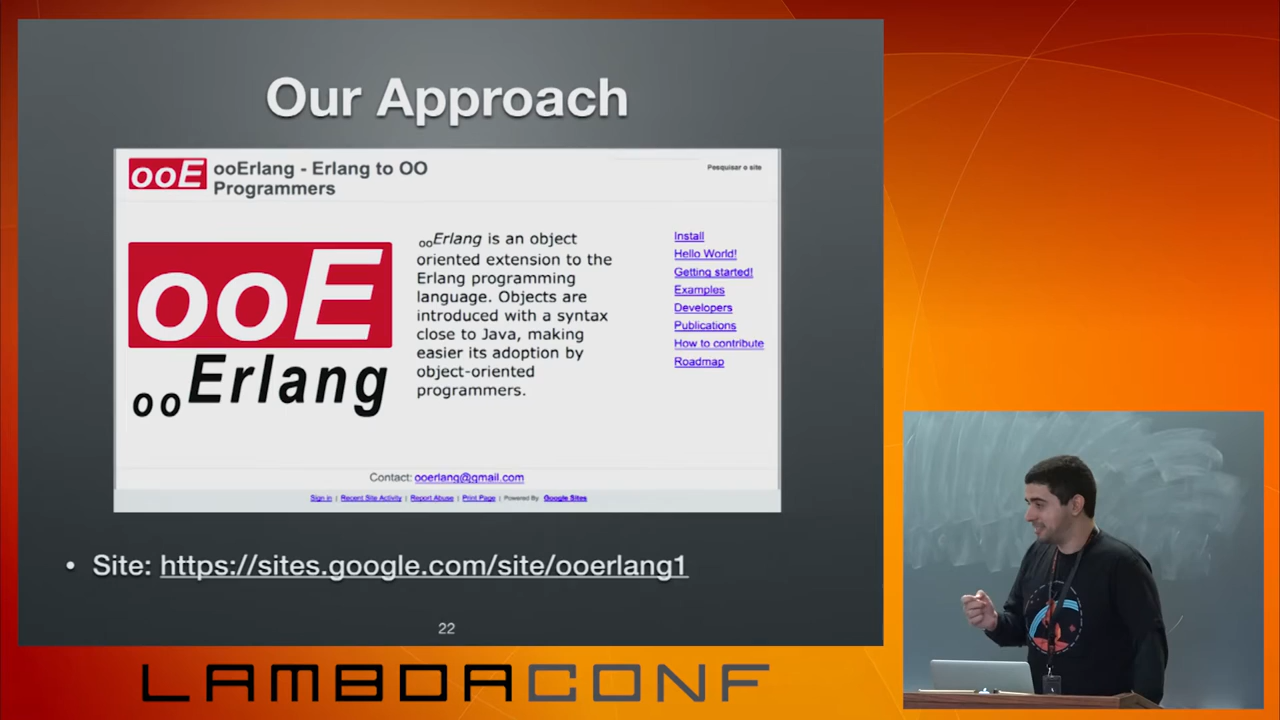 Our Approach
ooE
ooErlang - Erlang to OO
Programmers
Pesquisar o site
ooE
ooErlang
ooErlang is an object
oriented extension to the
Erlang programming
language. Objects are
introduced with a syntax
close to Java, making
easier its adoption by
object-oriented
programmers.
Install
Hello World!
Getting started!
Examples
Developers
Publications
How to contribute
Roadmap
Contact: ooerlang@gmail.com
Sign in | Recent Site Activity | Report Abuse | Print Page | Powered By Google Sites
• Site: https://sites.google.com/site/ooerlang1
22
LAMBDACONF